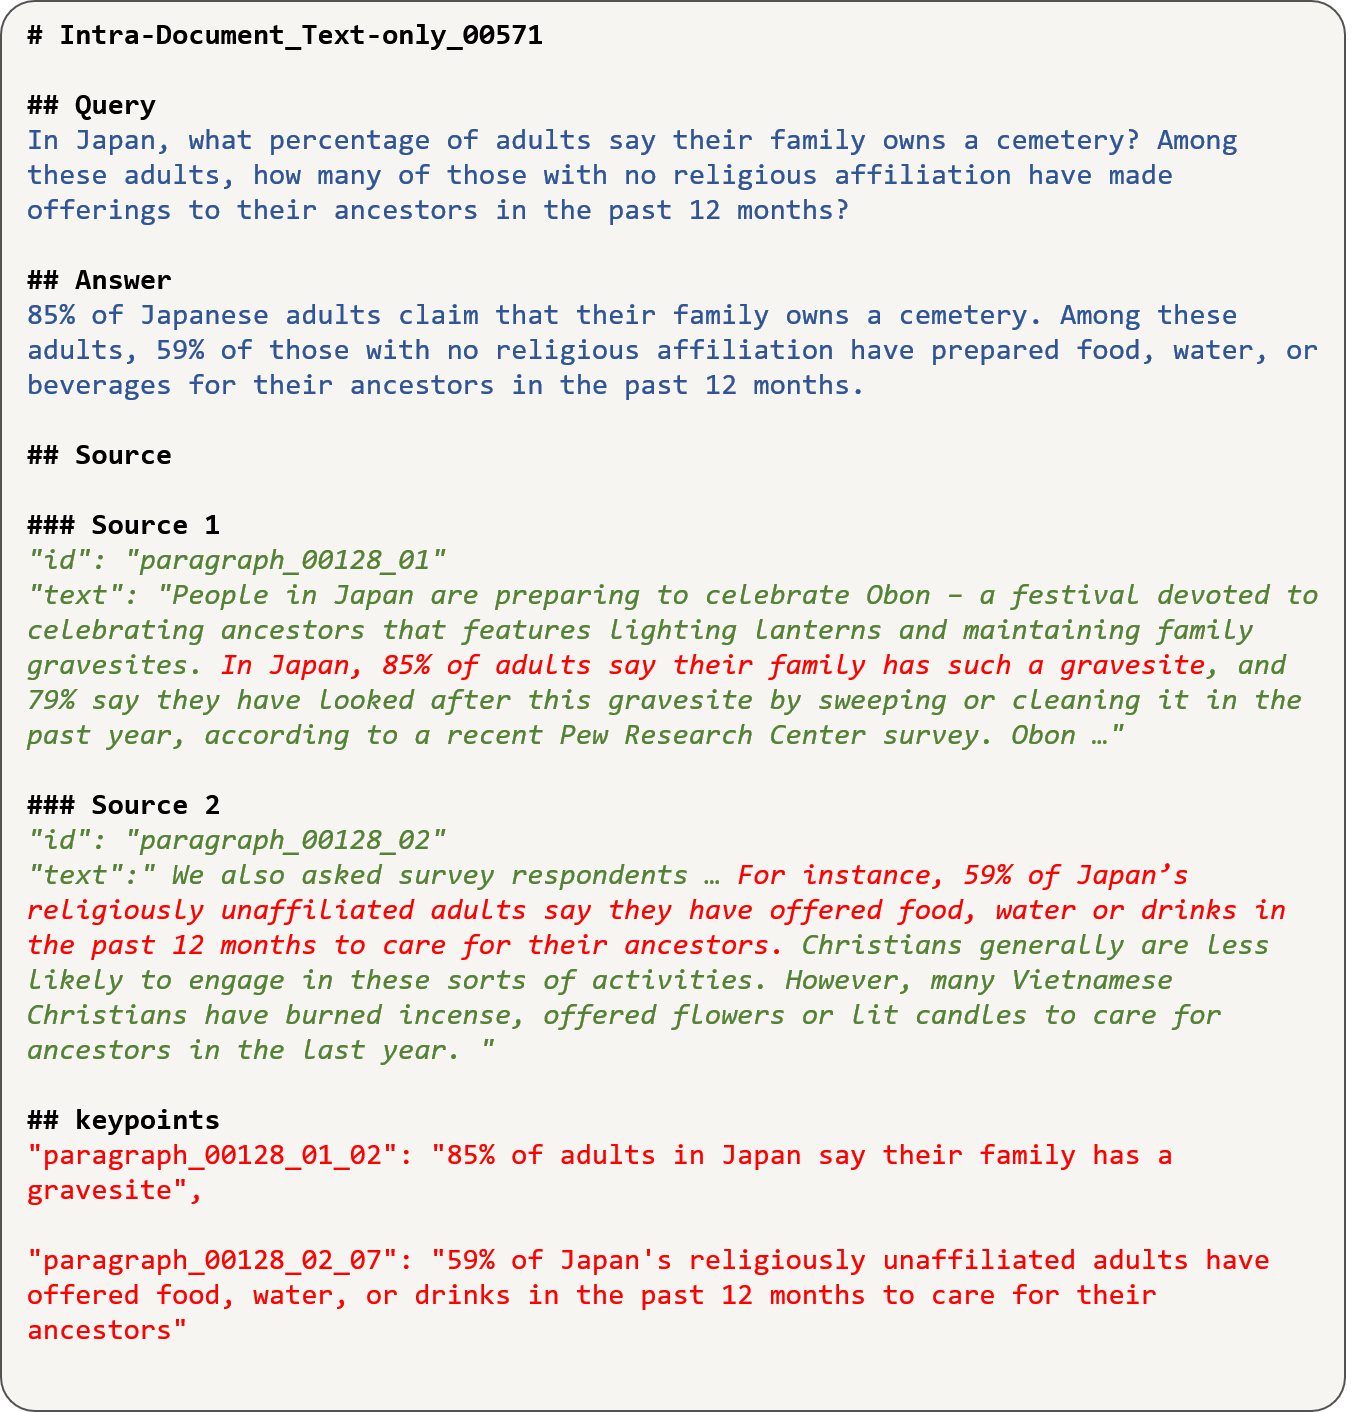 # Intra-Document_Text-only_00571
## Query
In Japan, what percentage of adults say their family owns a cemetery? Among
these adults, how many of those with no religious affiliation have made
offerings to their ancestors in the past 12 months?
## Answer
85% of Japanese adults claim that their family owns a cemetery. Among these
adults, 59% of those with no religious affiliation have prepared food, water, or
beverages for their ancestors in the past 12 months.
## Source
### Source 1
"id": "paragraph_00128_01"
"text": "People in Japan are preparing to celebrate Obon – a festival devoted to
celebrating ancestors that features lighting lanterns and maintaining family
gravesites. In Japan, 85% of adults say their family has such a gravesite, and
79% say they have looked after this gravesite by sweeping or cleaning it in the
past year, according to a recent Pew Research Center survey. Obon …"
### Source 2
"id": "paragraph_00128_02"
"text":" We also asked survey respondents … For instance, 59% of Japan’s
religiously unaffiliated adults say they have offered food, water or drinks in
the past 12 months to care for their ancestors. Christians generally are less
likely to engage in these sorts of activities. However, many Vietnamese
Christians have burned incense, offered flowers or lit candles to care for
ancestors in the last year. "
## keypoints
"paragraph_00128_01_02": "85% of adults in Japan say their family has a
gravesite",
"paragraph_00128_02_07": "59% of Japan's religiously unaffiliated adults have
offered food, water, or drinks in the past 12 months to care for their
ancestors"